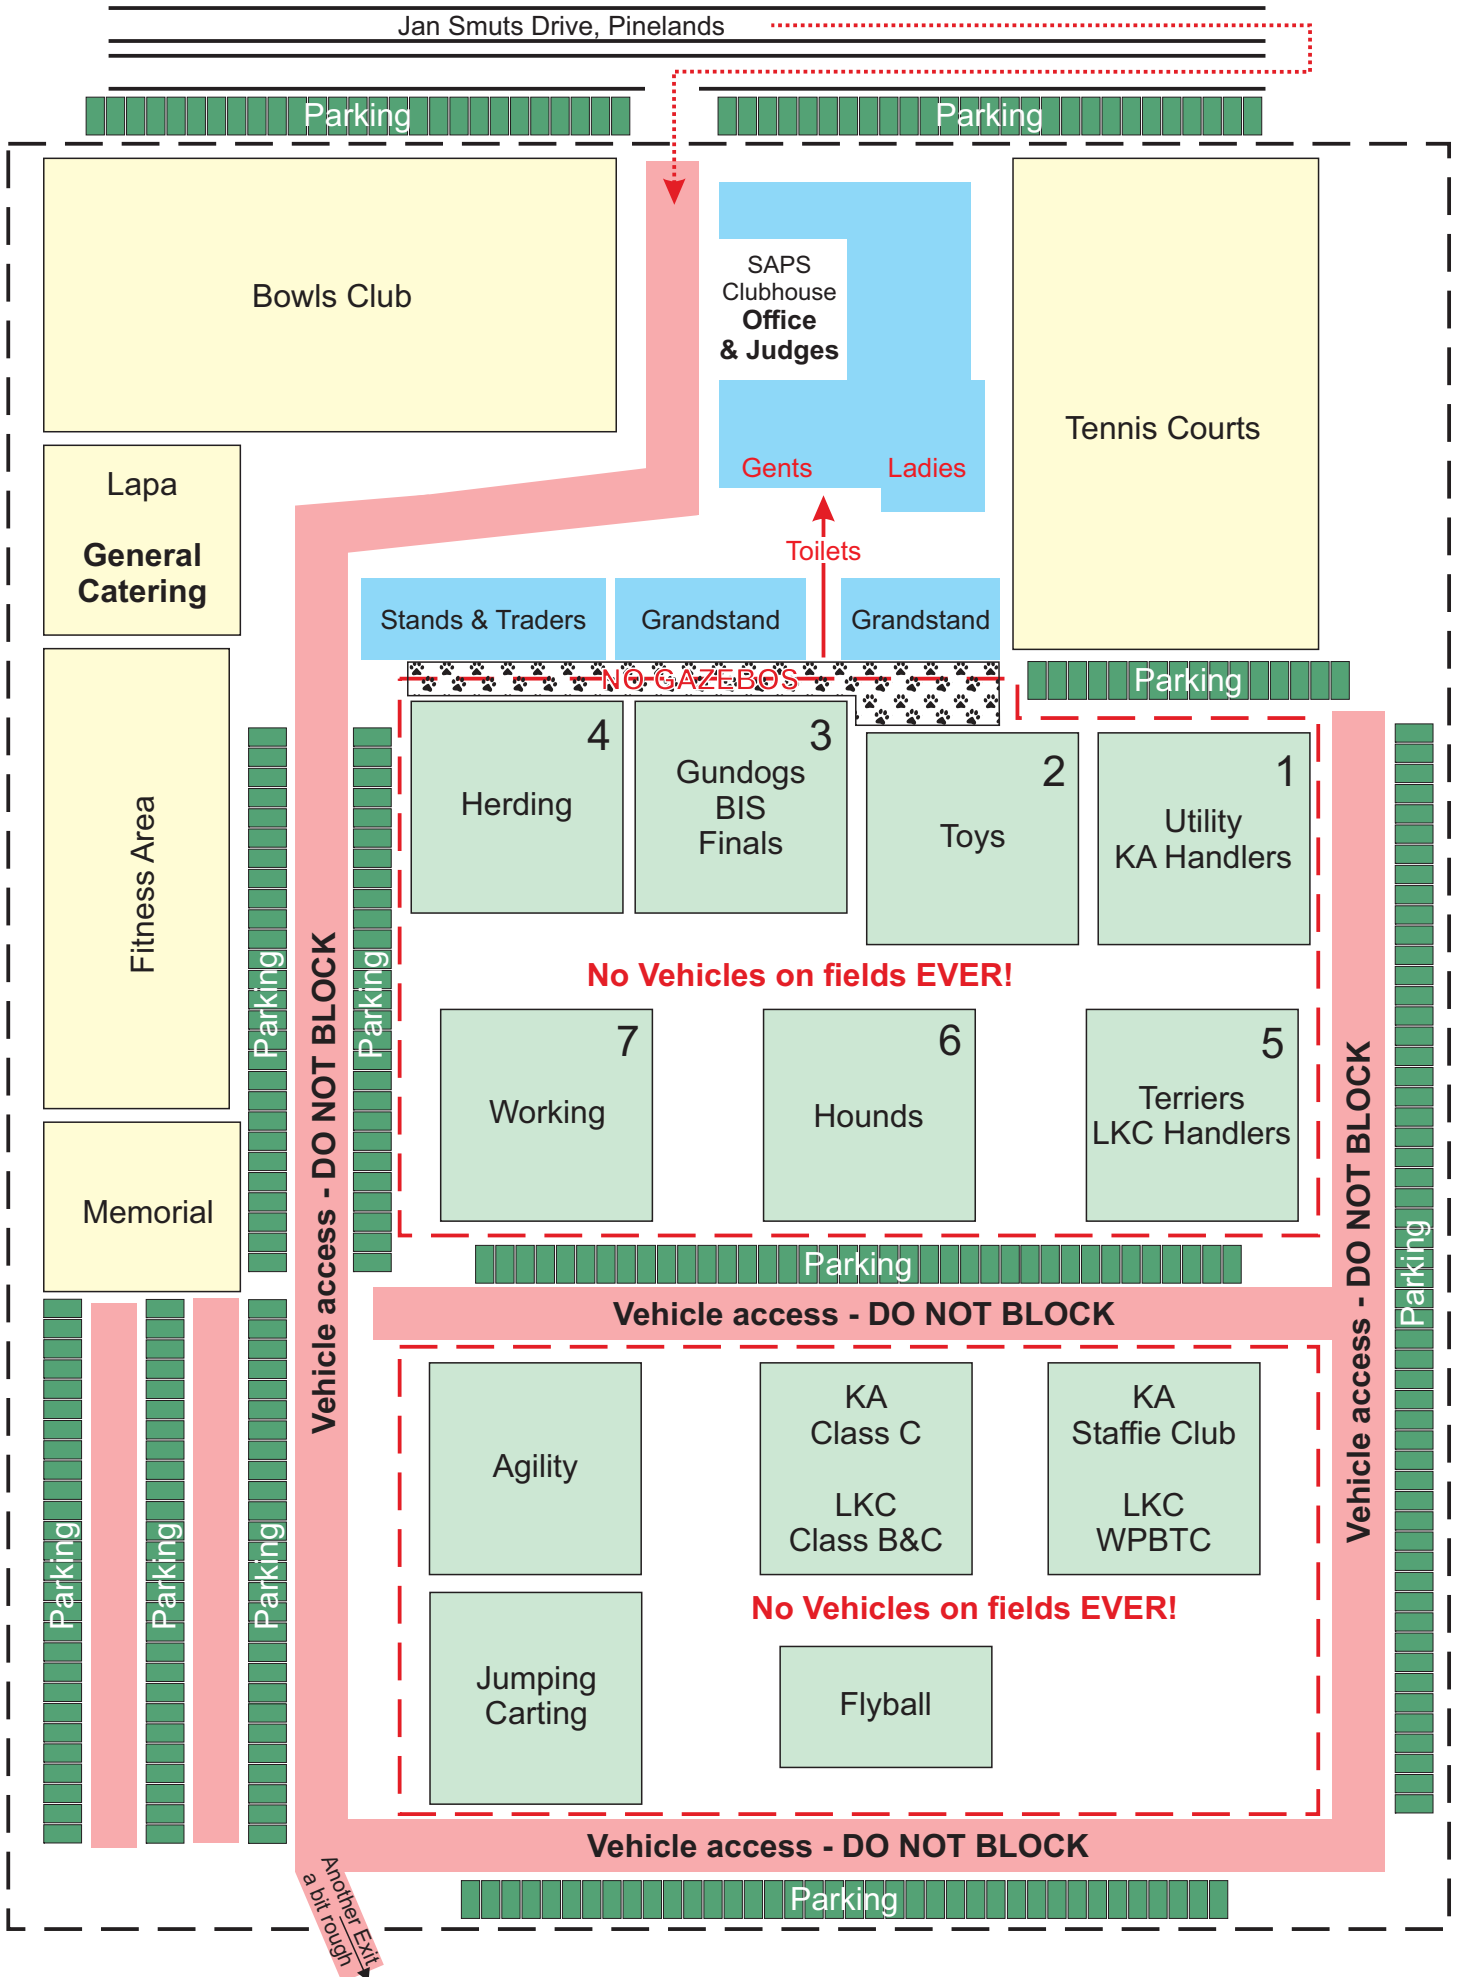 Jan Smuts Drive, Pinelands
Parking
Parking
Bowls Club
SAPS
Clubhouse
Office
& Judges
Tennis Courts
Gents
Ladies
Lapa
General
Catering
Toilets
Stands & Traders
Grandstand
Grandstand
NO GAZEBOS
Parking
4
Herding
3
Gundogs
BIS
Finals
2
Toys
1
Utility
KA Handlers
Fitness Area
Parking
Vehicle access - DO NOT BLOCK
Parking
No Vehicles on fields EVER!
7
Working
6
Hounds
5
Terriers
LKC Handlers
Vehicle access - DO NOT BLOCK
Parking
Memorial
Parking
Vehicle access - DO NOT BLOCK
Agility
KA
Class C
LKC
Class B&C
KA
Staffie Club
LKC
WPBTC
Parking
Parking
Parking
No Vehicles on fields EVER!
Jumping
Carting
Flyball
Vehicle access - DO NOT BLOCK
Another Exit
a bit rough
Parking